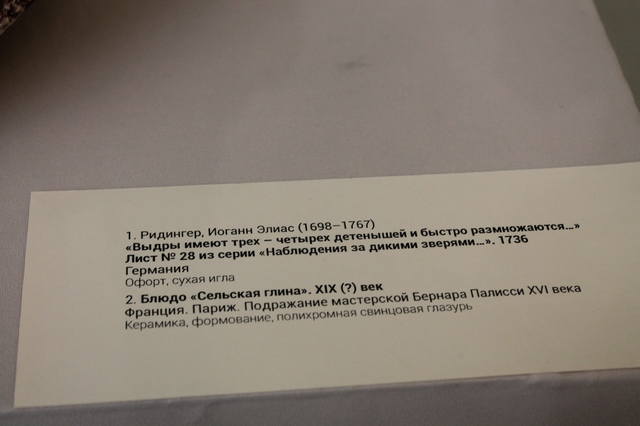 1. Ридингер, Иоганн Элиас (1698–1767)
«Выдры имеют трех – четырех детенышей и быстро размножаются...»
Лист № 28 из серии «Наблюдения за дикими зверями...». 1736
Германия
Офорт, сухая игла
2. Блюдо «Сельская глина». XIX (?) век
Франция. Париж. Подражание мастерской Бернара Палисси XVI века
Керамика, формование, полихромная свинцовая глазурь